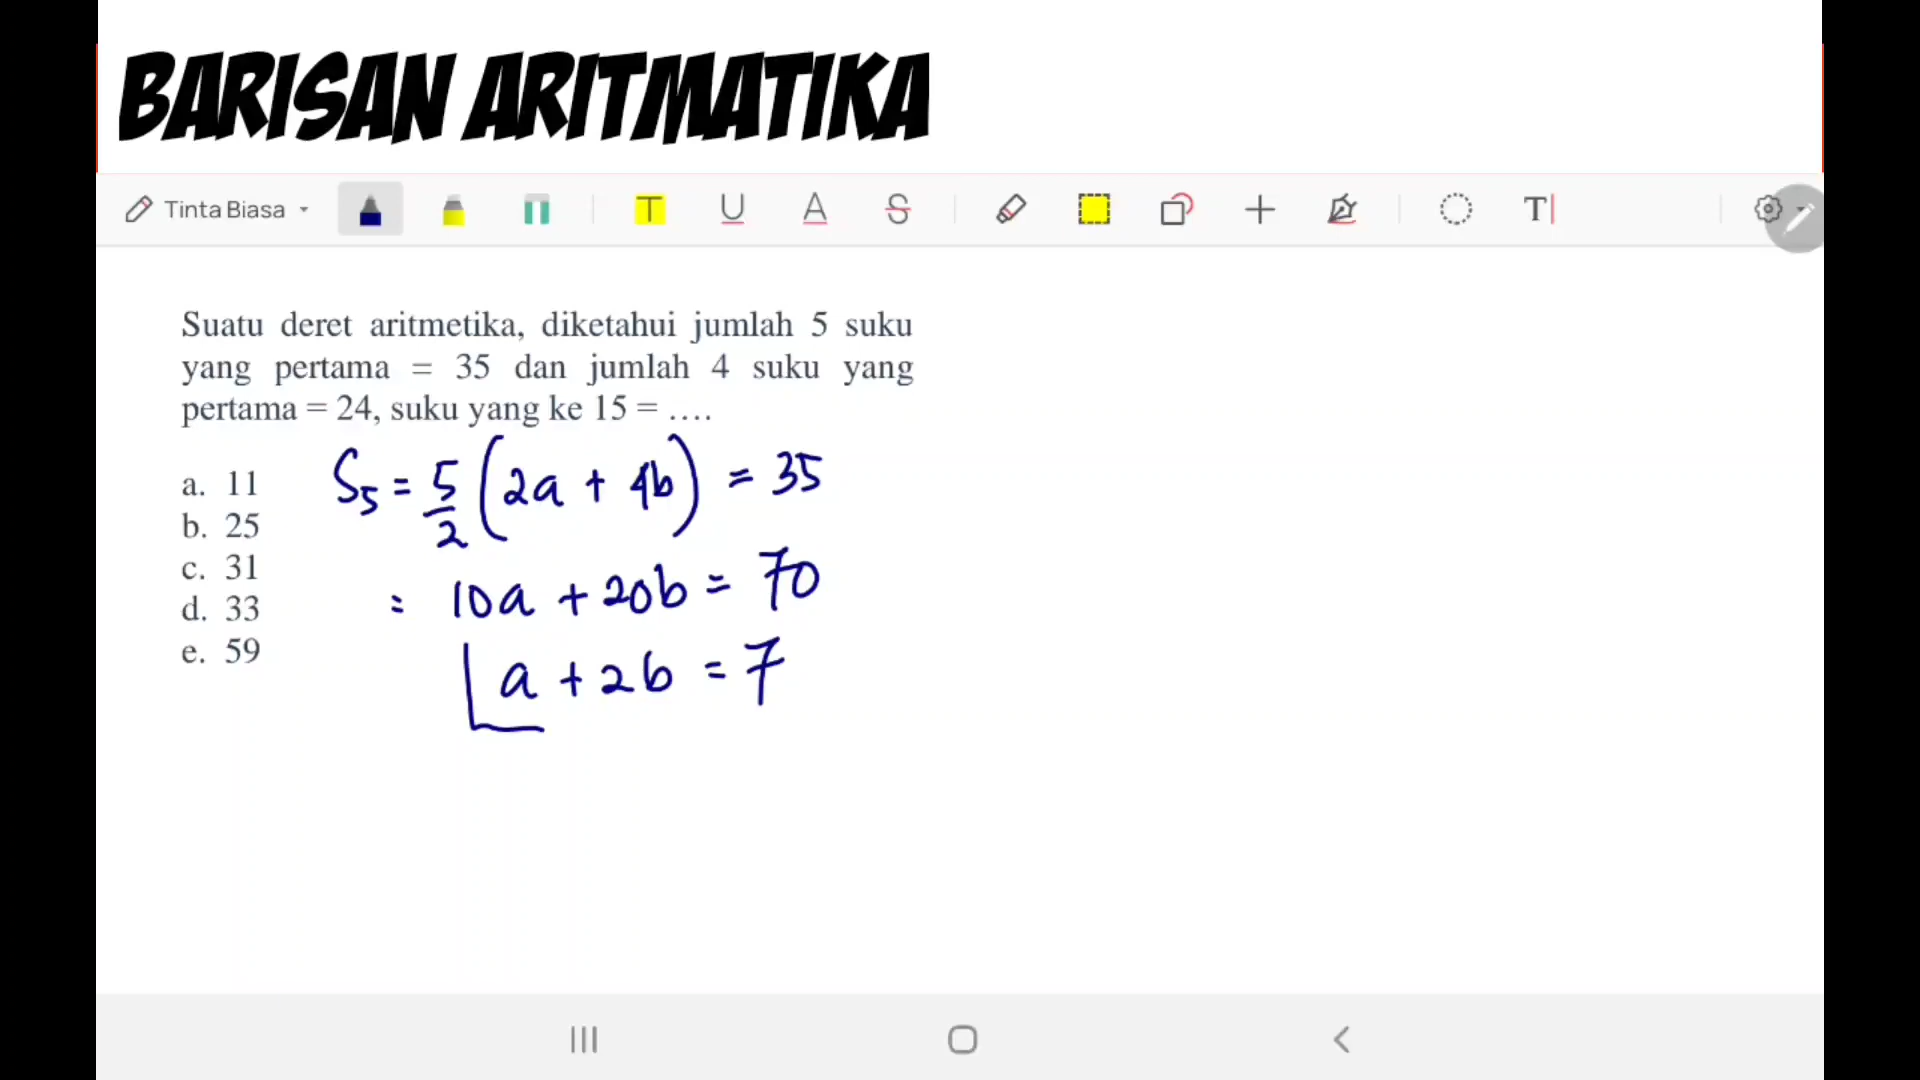 BARISAN ARITMATIKA
Tinta Biasa
Suatu deret aritmetika, diketahui jumlah 5 suku
yang pertama = 35 dan jumlah 4 suku yang
pertama = 24, suku yang ke 15 = ....
a. 11
b. 25
c. 31
d. 33
e. 59
S₅ = 5/2 (2a + 4b) = 35
= 10a + 20b = 70
a + 2b = 7